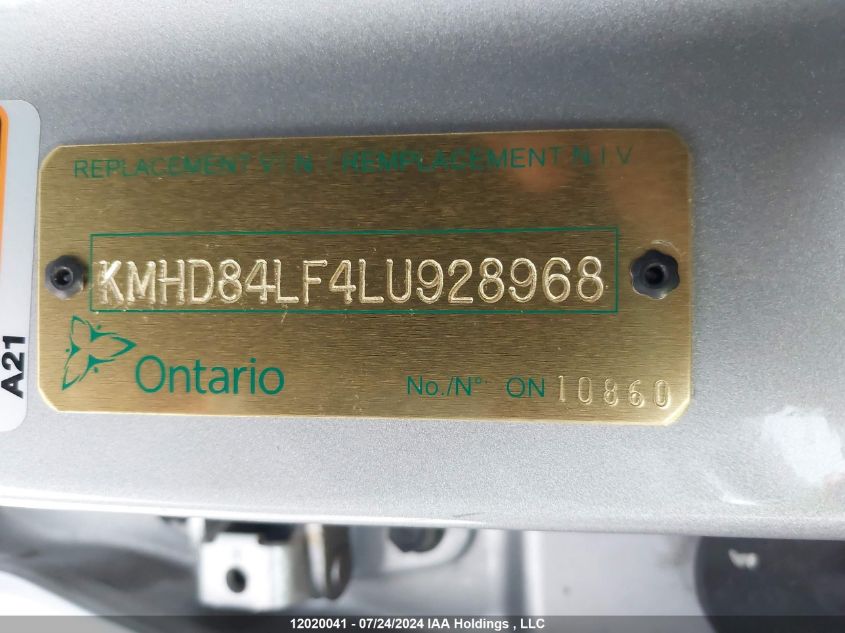 REPLACEMENT V.I.N. / REMPLACEMENT N.I.V
KMHD84LF4LU928968
Ontario
No./N° ON 10860
A21
12020041 - 07/24/2024 IAA Holdings , LLC